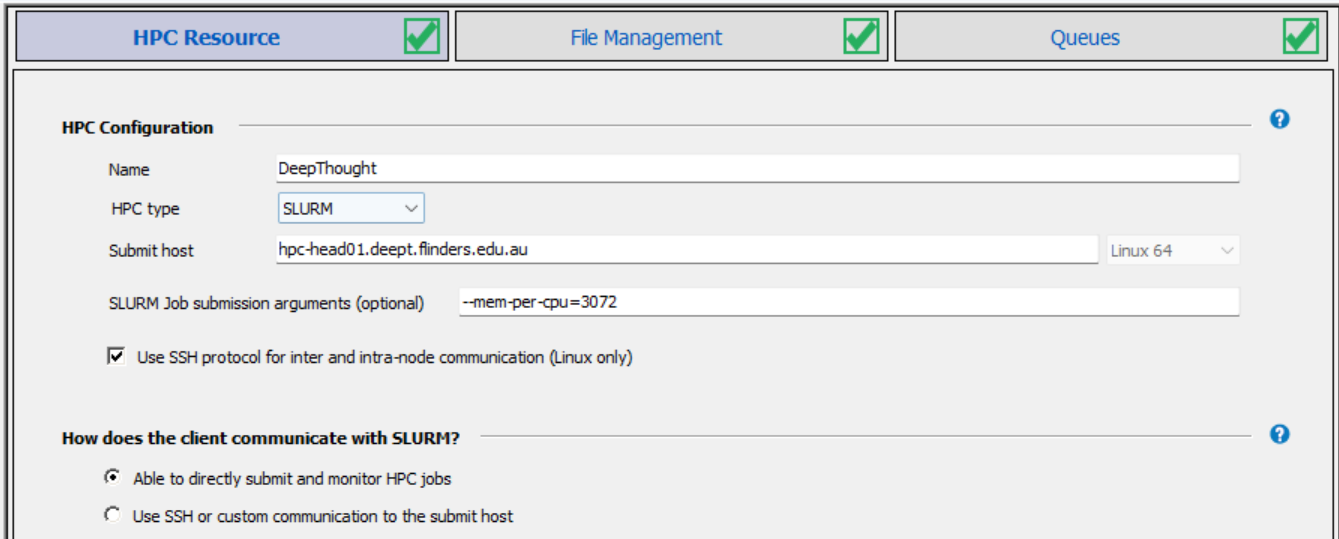 HPC Resource File Management Queues
HPC Configuration
Name DeepThought
HPC type SLURM
Submit host hpc-head01.deept.flinders.edu.au Linux 64
SLURM Job submission arguments (optional) --mem-per-cpu=3072
Use SSH protocol for inter and intra-node communication (Linux only)
How does the client communicate with SLURM?
Able to directly submit and monitor HPC jobs
Use SSH or custom communication to the submit host